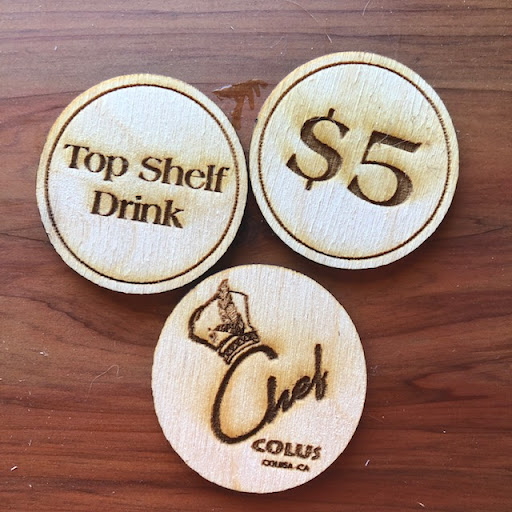 Top Shelf
Drink
$5
Chef
COLUS
COLUSA-CA